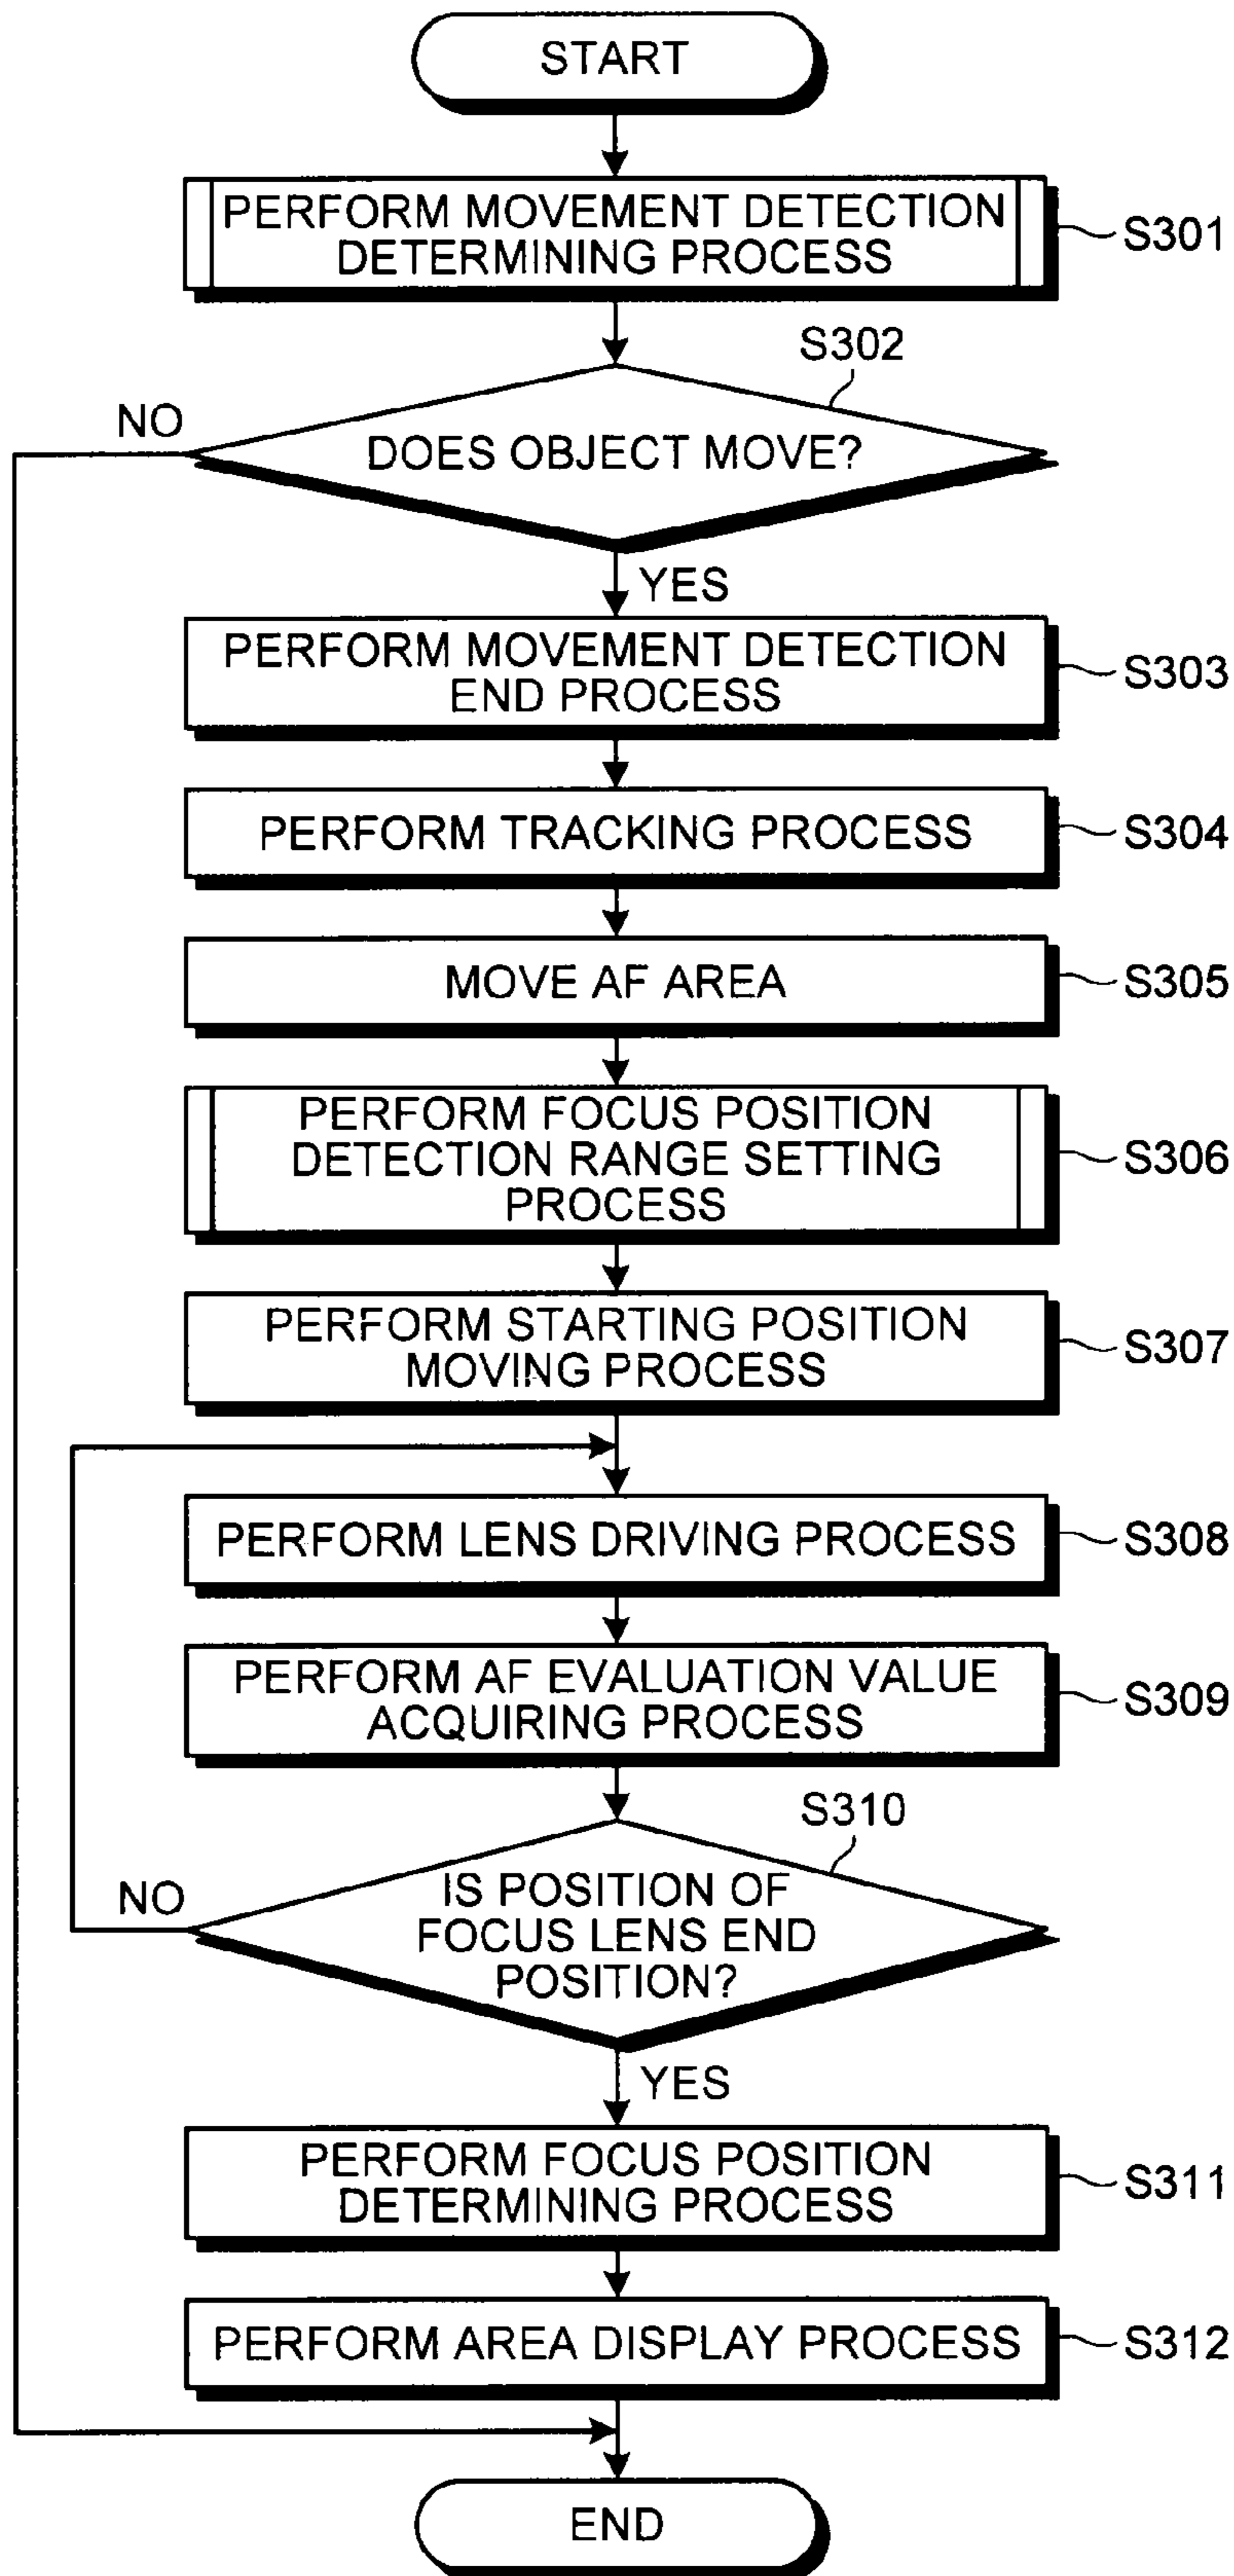 START
PERFORM MOVEMENT DETECTION
DETERMINING PROCESS
S301
S302
NO
DOES OBJECT MOVE?
YES
PERFORM MOVEMENT DETECTION
END PROCESS
S303
PERFORM TRACKING PROCESS
S304
MOVE AF AREA
S305
PERFORM FOCUS POSITION
DETECTION RANGE SETTING
PROCESS
S306
PERFORM STARTING POSITION
MOVING PROCESS
S307
PERFORM LENS DRIVING PROCESS
S308
PERFORM AF EVALUATION VALUE
ACQUIRING PROCESS
S309
S310
NO
IS POSITION OF
FOCUS LENS END
POSITION?
YES
PERFORM FOCUS POSITION
DETERMINING PROCESS
S311
PERFORM AREA DISPLAY PROCESS
S312
END